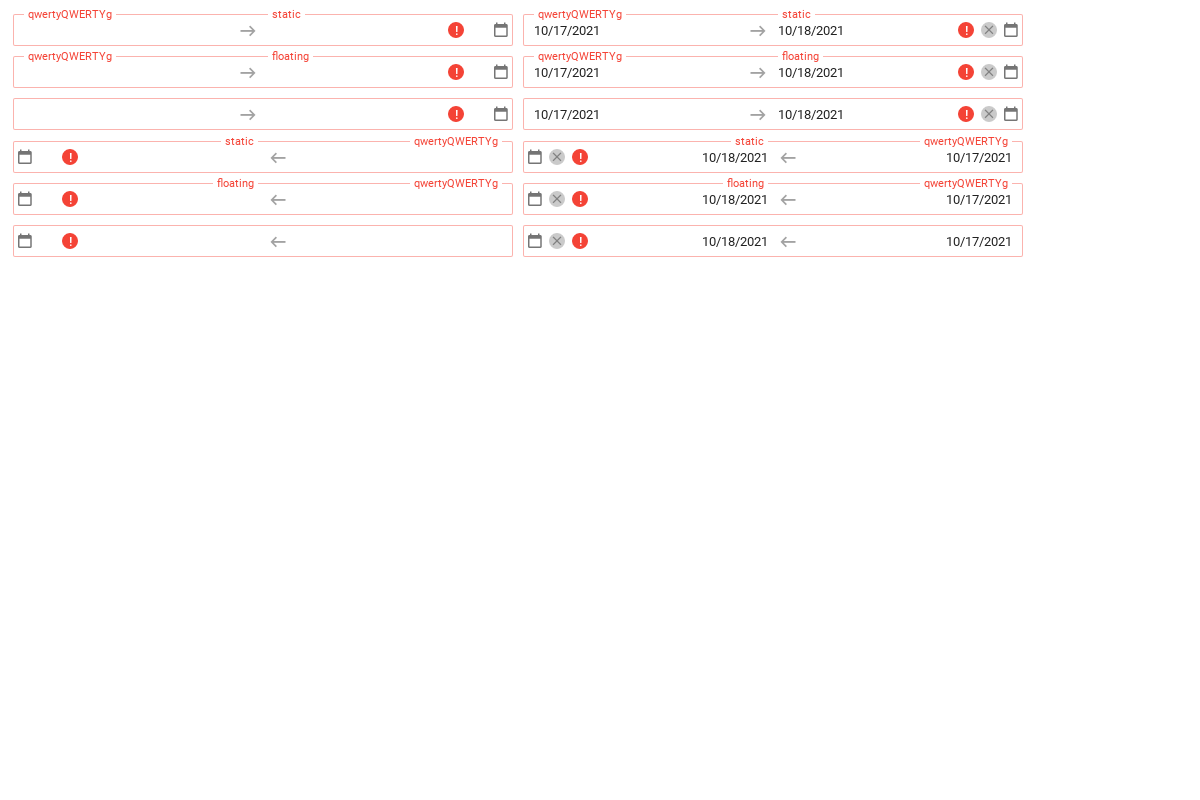 qwertyQWERTYg static qwertyQWERTYg static
10/17/2021 10/18/2021
qwertyQWERTYg floating qwertyQWERTYg floating
10/17/2021 10/18/2021
10/17/2021 10/18/2021
static qwertyQWERTYg static qwertyQWERTYg
10/18/2021 10/17/2021
floating qwertyQWERTYg floating qwertyQWERTYg
10/18/2021 10/17/2021
10/18/2021 10/17/2021